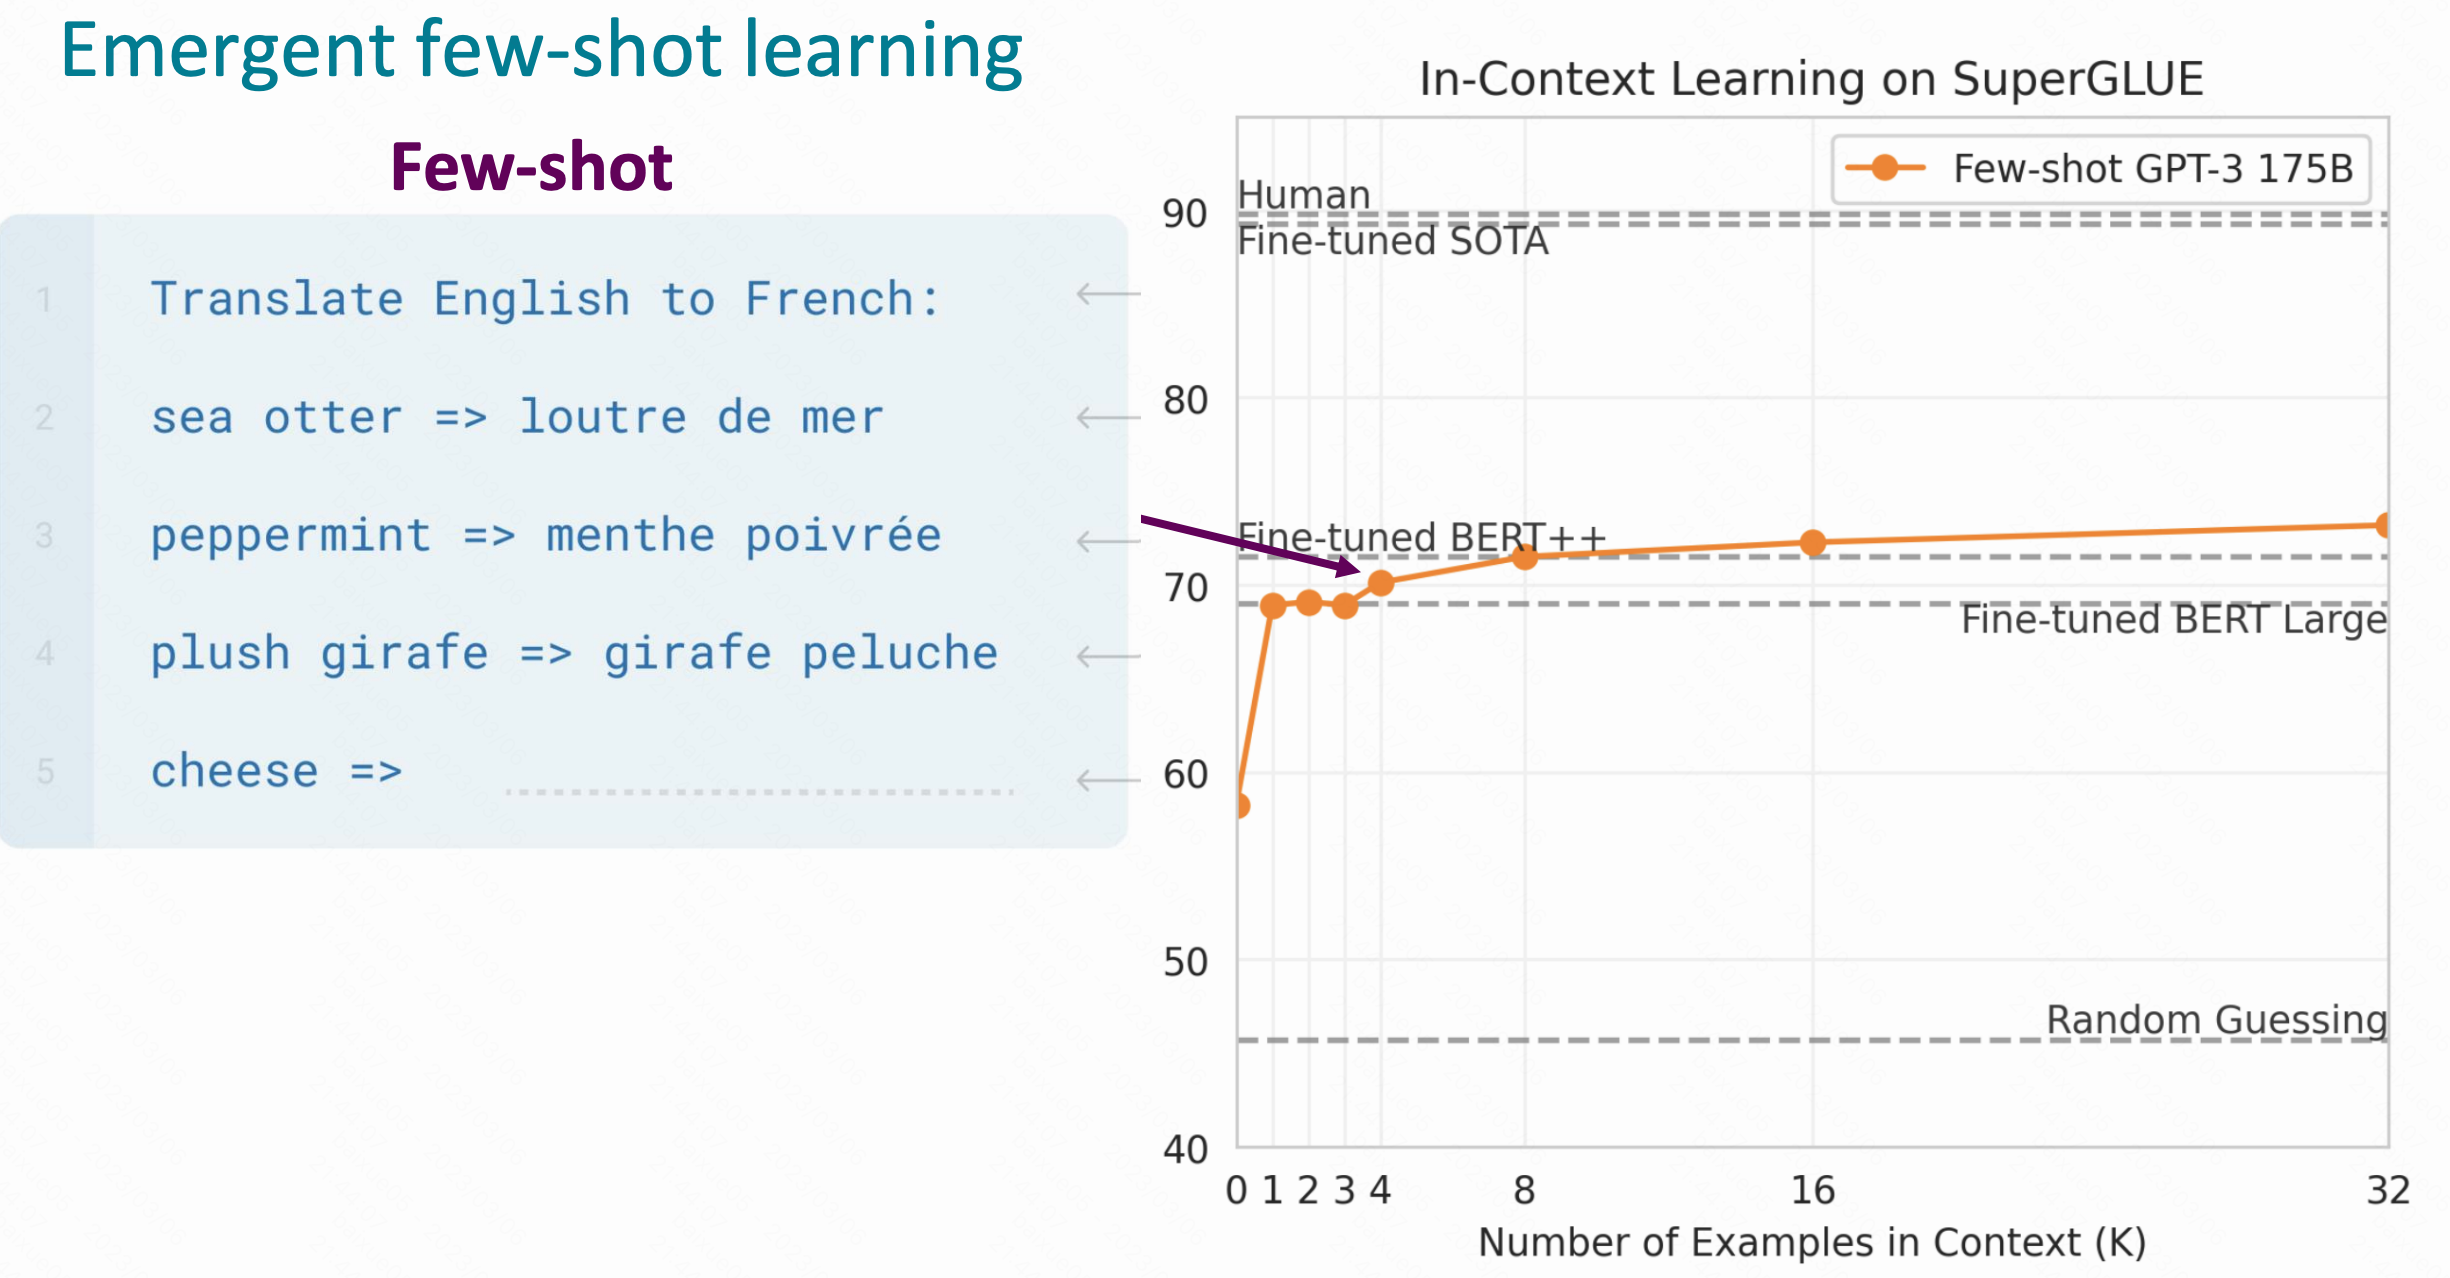 Emergent few-shot learning
Few-shot
1 Translate English to French:
2 sea otter => loutre de mer
3 peppermint => menthe poivrée
4 plush girafe => girafe peluche
5 cheese =>
In-Context Learning on SuperGLUE
Few-shot GPT-3 175B
Human
90
Fine-tuned SOTA
80
Fine-tuned BERT++
70
Fine-tuned BERT Large
60
50
Random Guessing
40
0 1 2 3 4 8 16 32
Number of Examples in Context (K)